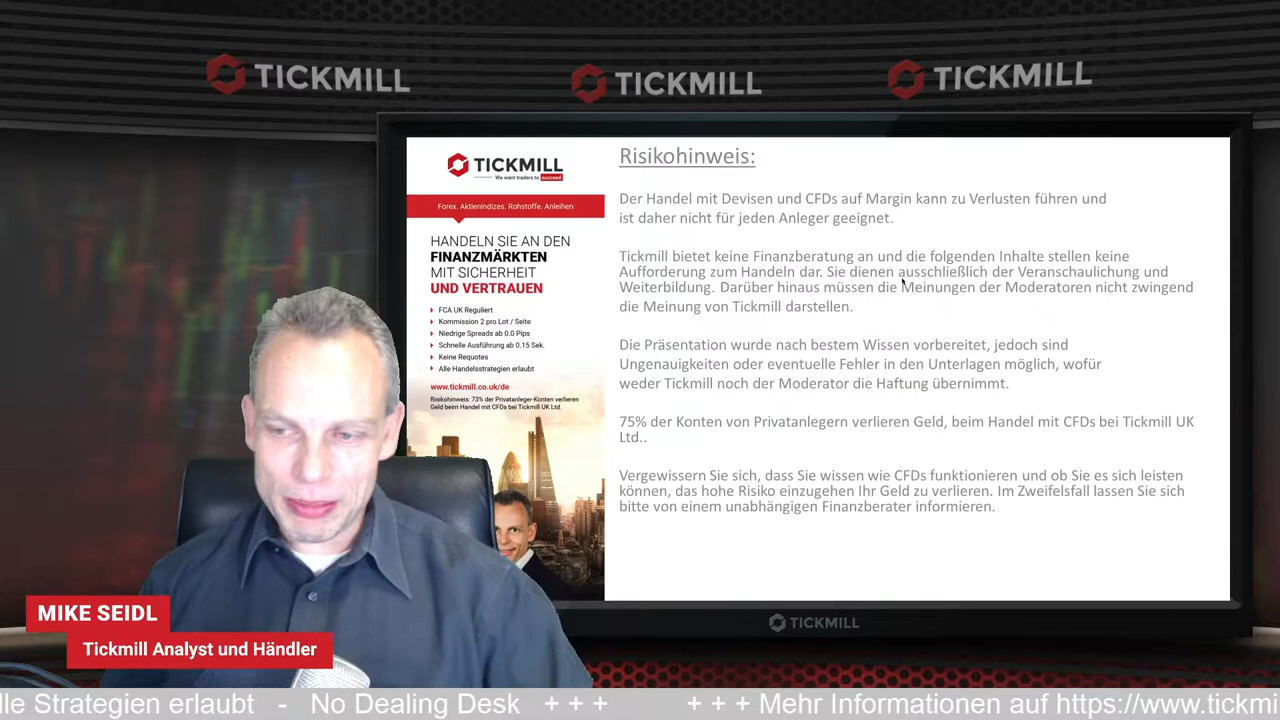 TICKMILL
TICKMILL
TICKMILL
TICKMILL
We want traders to succeed
Forex. Aktienindizes. Rohstoffe. Anleihen
HANDELN SIE AN DEN
FINANZMÄRKTEN
MIT SICHERHEIT
UND VERTRAUEN
FCA UK Reguliert
Kommission 2 pro Lot / Seite
Niedrige Spreads ab 0.0 Pips
Schnelle Ausführung ab 0.15 Sek.
Keine Requotes
Alle Handelsstrategien erlaubt
www.tickmill.co.uk/de
Risikohinweis: 73% der Privatanleger-Konten verlieren
Geld beim Handel mit CFDs bei Tickmill UK Ltd.
Risikohinweis:
Der Handel mit Devisen und CFDs auf Margin kann zu Verlusten führen und
ist daher nicht für jeden Anleger geeignet.
Tickmill bietet keine Finanzberatung an und die folgenden Inhalte stellen keine
Aufforderung zum Handeln dar. Sie dienen ausschließlich der Veranschaulichung und
Weiterbildung. Darüber hinaus müssen die Meinungen der Moderatoren nicht zwingend
die Meinung von Tickmill darstellen.
Die Präsentation wurde nach bestem Wissen vorbereitet, jedoch sind
Ungenauigkeiten oder eventuelle Fehler in den Unterlagen möglich, wofür
weder Tickmill noch der Moderator die Haftung übernimmt.
75% der Konten von Privatanlegern verlieren Geld, beim Handel mit CFDs bei Tickmill UK
Ltd..
Vergewissern Sie sich, dass Sie wissen wie CFDs funktionieren und ob Sie es sich leisten
können, das hohe Risiko einzugehen Ihr Geld zu verlieren. Im Zweifelsfall lassen Sie sich
bitte von einem unabhängigen Finanzberater informieren.
TICKMILL
MIKE SEIDL
Tickmill Analyst und Händler
lle Strategien erlaubt - No Dealing Desk + + + + + + Mehr Informationen auf https://www.tickmi